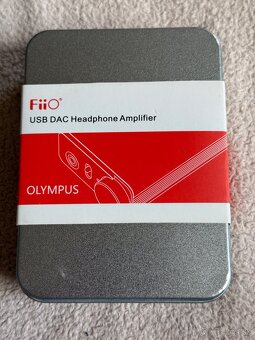 FiiO®
USB DAC Headphone Amplifier
OLYMPUS